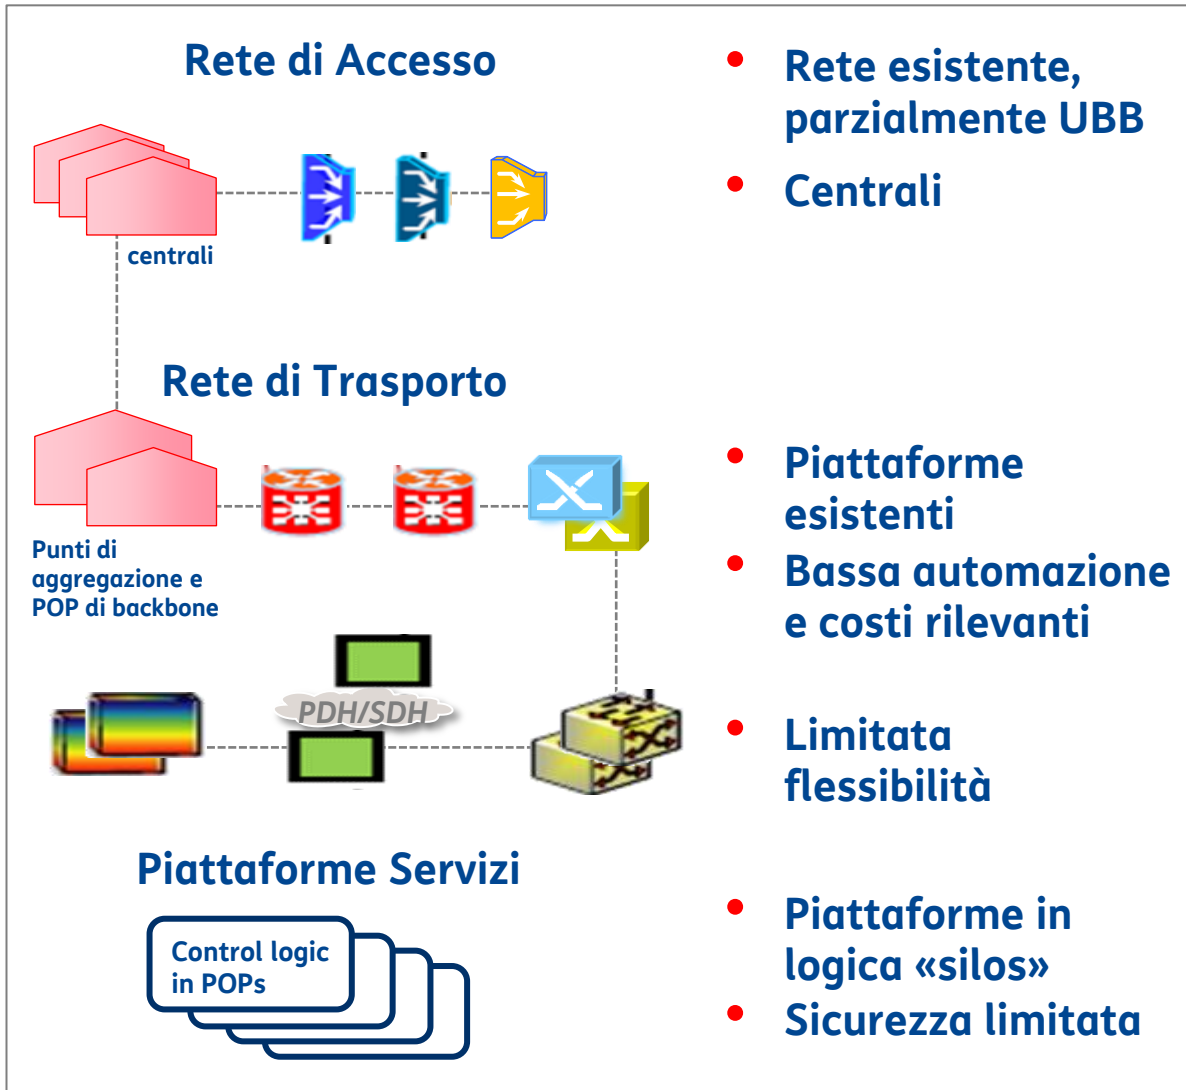 Rete di Accesso
centrali
Rete esistente,
parzialmente UBB
Centrali
Rete di Trasporto
Punti di
aggregazione e
POP di backbone
PDH/SDH
Piattaforme
esistenti
Bassa automazione
e costi rilevanti
Limitata
flessibilità
Piattaforme Servizi
Control logic
in POPs
Piattaforme in
logica «silos»
Sicurezza limitata